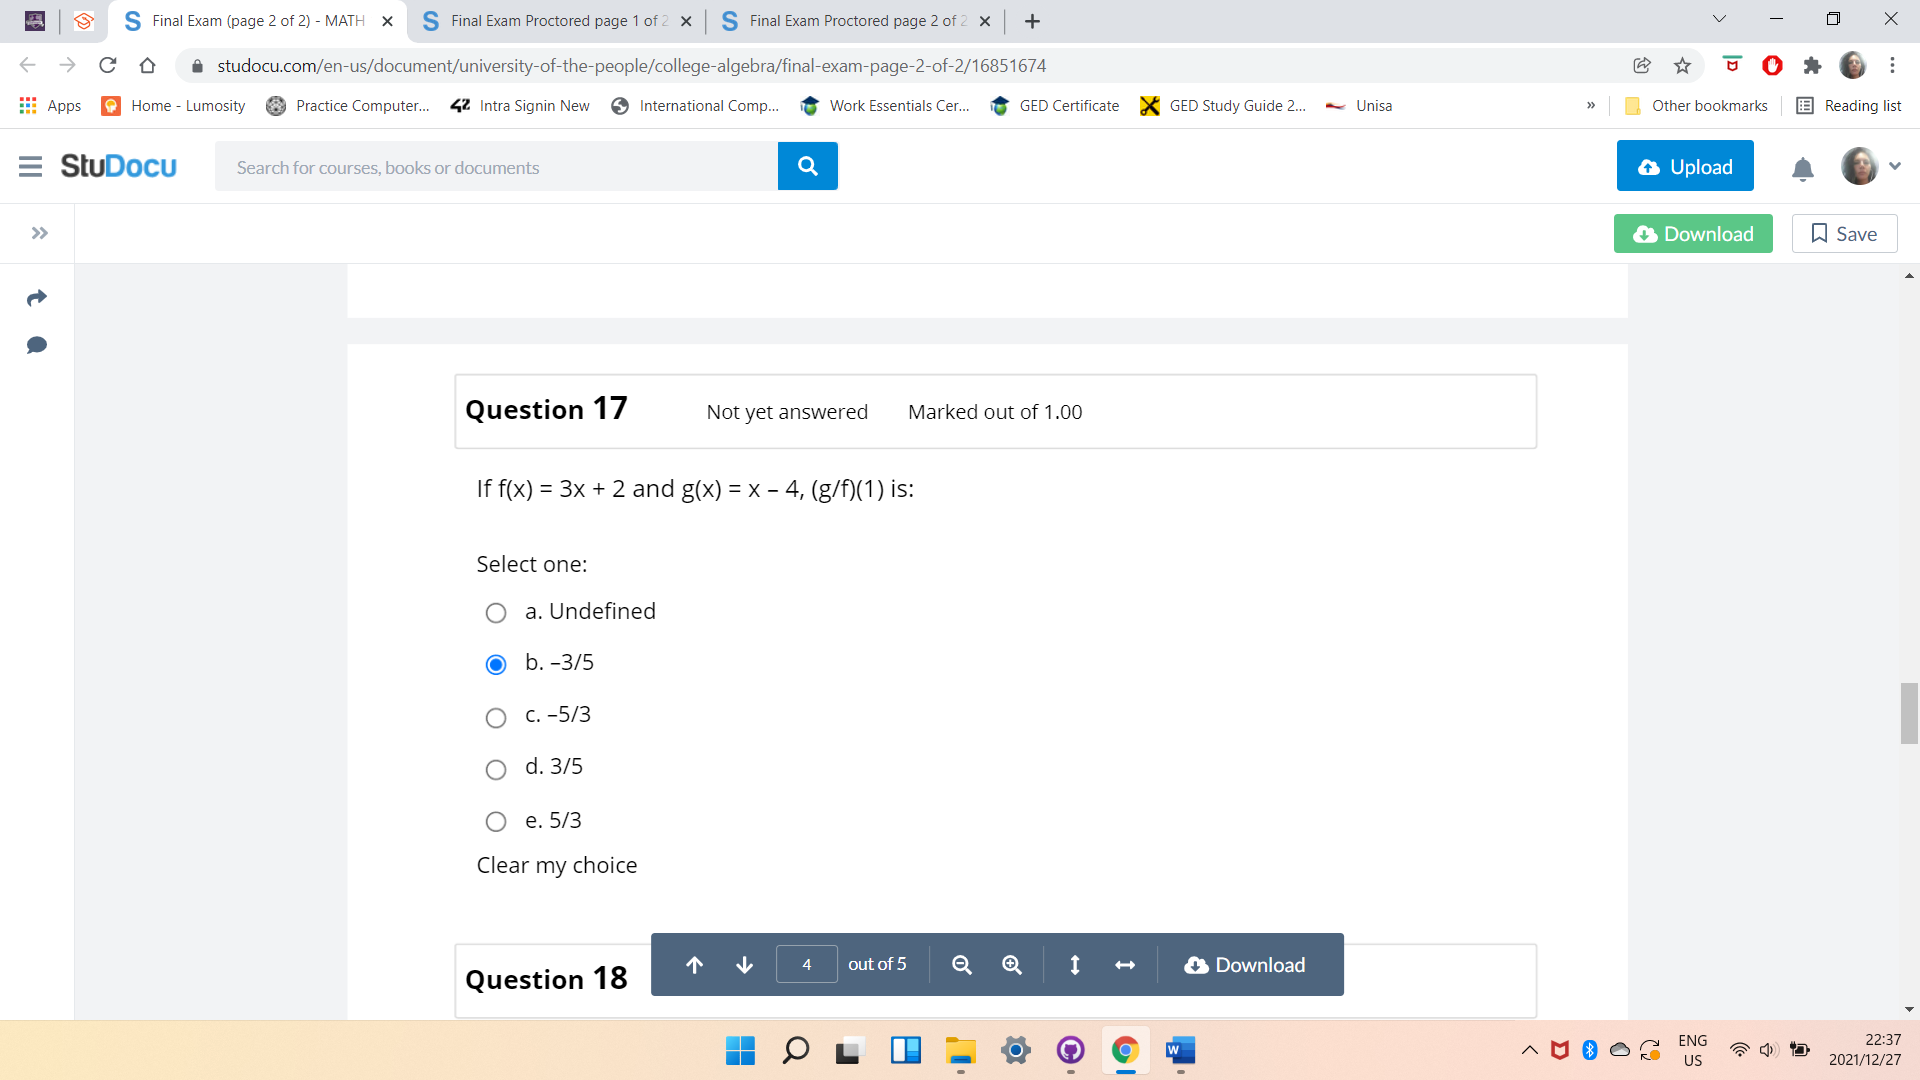 Final Exam (page 2 of 2) - MATH
Final Exam Proctored page 1 of 2
Final Exam Proctored page 2 of 2
studocu.com/en-us/document/university-of-the-people/college-algebra/final-exam-page-2-of-2/16851674
Apps
Home - Lumosity
Practice Computer...
Intra Signin New
International Comp...
Work Essentials Cer...
GED Certificate
GED Study Guide 2...
Unisa
»
Other bookmarks
Reading list
StuDocu
Search for courses, books or documents
Upload
Download
Save
Question 17 Not yet answered Marked out of 1.00
If f(x) = 3x + 2 and g(x) = x – 4, (g/f)(1) is:
Select one:
a. Undefined
b. –3/5
c. –5/3
d. 3/5
e. 5/3
Clear my choice
Question 18
4 out of 5
Download
ENG
US
22:37
2021/12/27